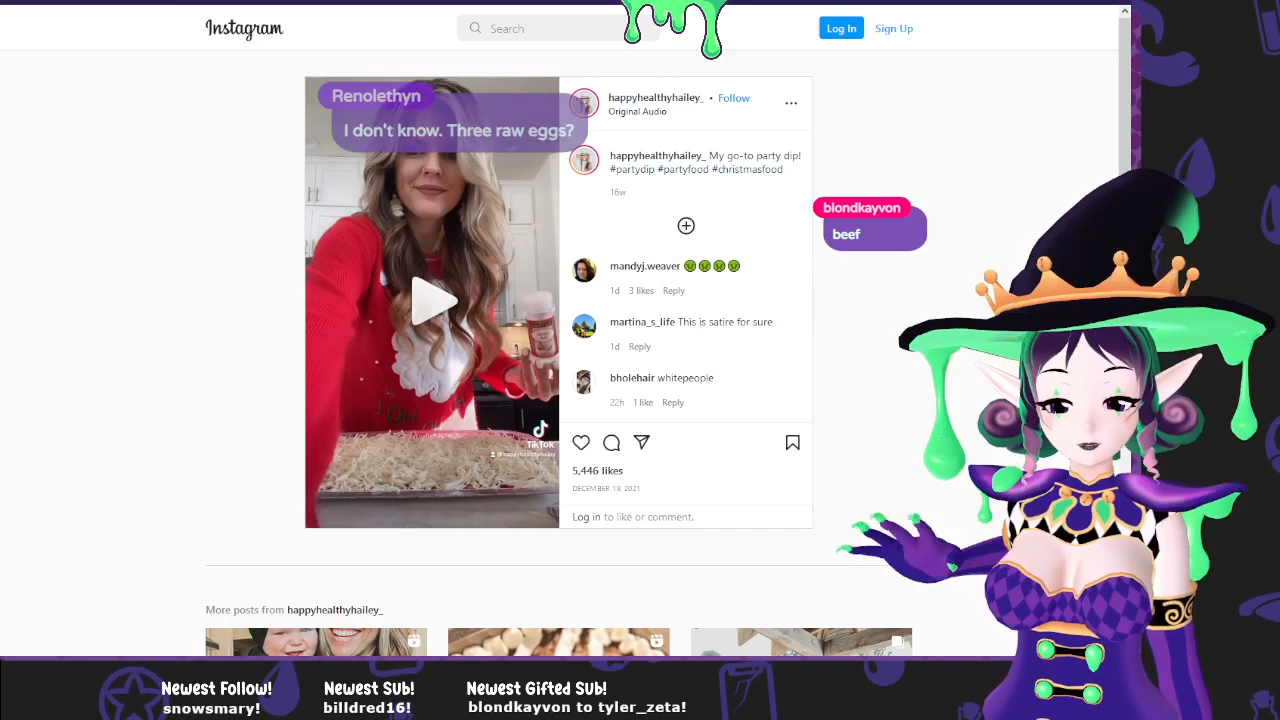 Instagram
Search
Log In
Sign Up
Renolethyn
I don't know. Three raw eggs?
happyhealthyhailey_ • Follow
Original Audio
happyhealthyhailey_ My go-to party dip!
#partydip #partyfood #christmasfood
16w
blondkayvon
beef
mandyj.weaver
1d 3 likes Reply
martina_s_life This is satire for sure
1d Reply
bholehair whitepeople
22h 1 like Reply
TikTok
@happyhealthyhailey
5,446 likes
DECEMBER 19, 2021
Log in to like or comment.
More posts from happyhealthyhailey_
Newest Follow!
snowsmary!
Newest Sub!
billdred16!
Newest Gifted Sub!
blondkayvon to tyler_zeta!